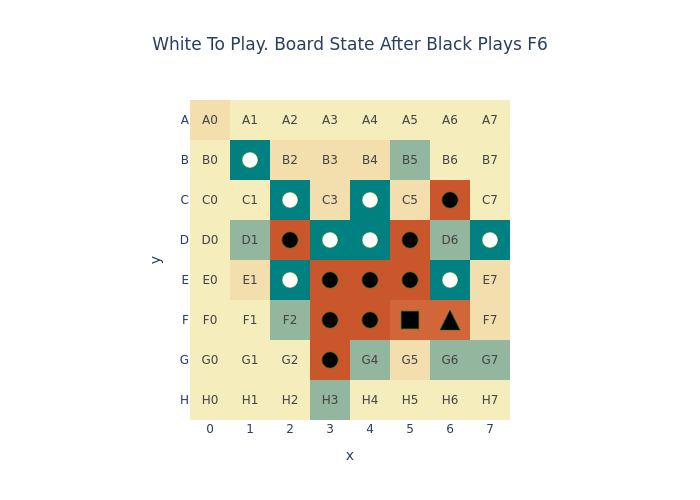 White To Play. Board State After Black Plays F6
A A0 A1 A2 A3 A4 A5 A6 A7
B B0 B2 B3 B4 B5 B6 B7
C C0 C1 C3 C5 C7
D D0 D1 D6
E E0 E1 E7
F F0 F1 F2 F7
G G0 G1 G2 G4 G5 G6 G7
H H0 H1 H2 H3 H4 H5 H6 H7
0 1 2 3 4 5 6 7
x
y